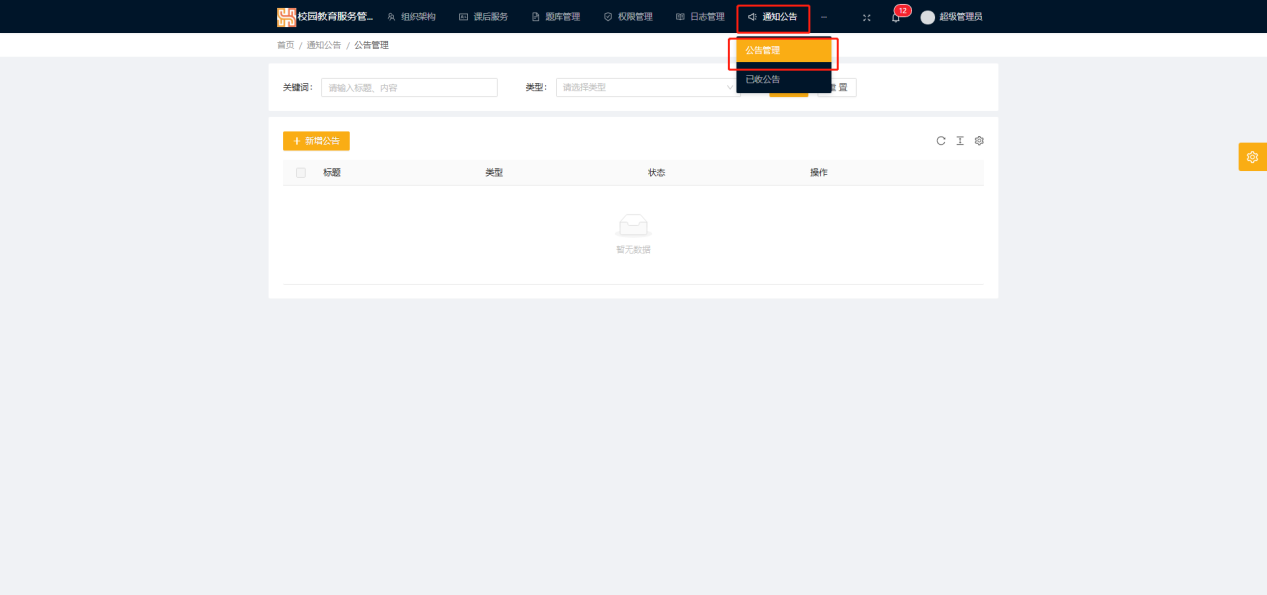 校园教育服务管... 组织架构 课后服务 题库管理 权限管理 日志管理 通知公告 12 超级管理员
首页 / 通知公告 / 公告管理
公告管理
已收公告
关键词: 请输入标题、内容 类型: 请选择类型 置
+ 新增公告
标题 类型 状态 操作
暂无数据